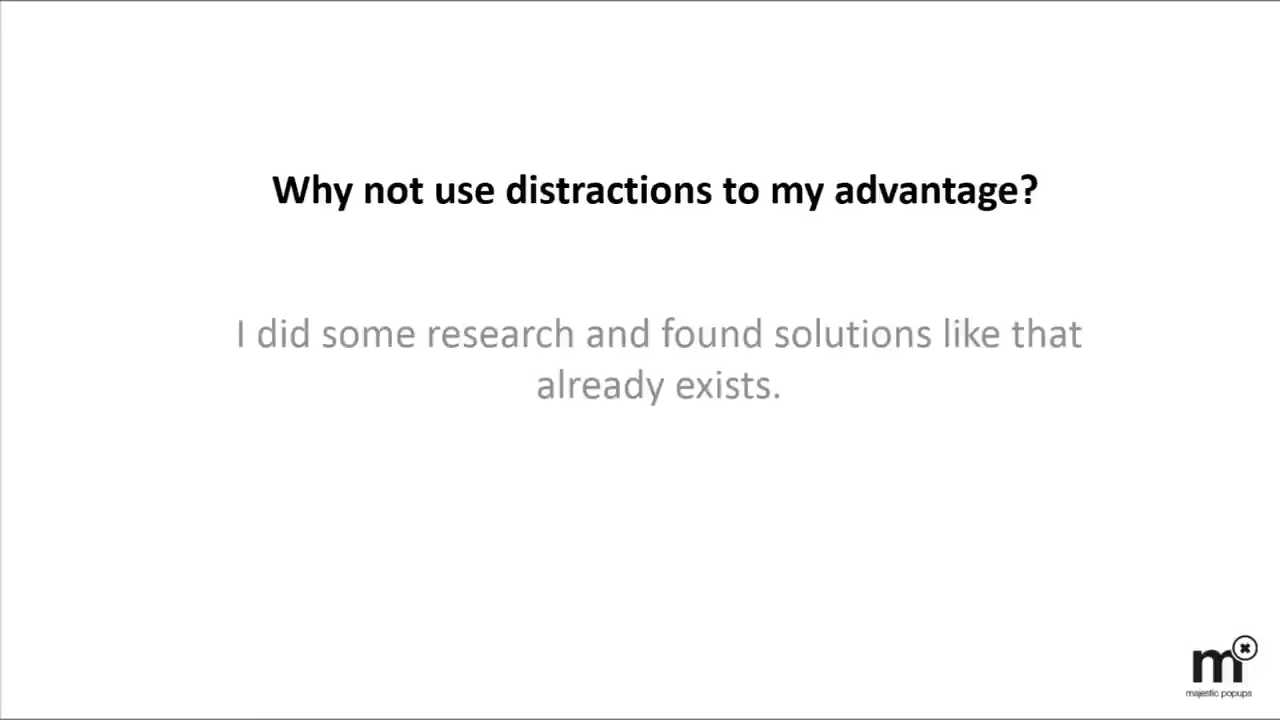 Why not use distractions to my advantage?
I did some research and found solutions like that
already exists.
m
majestic popups